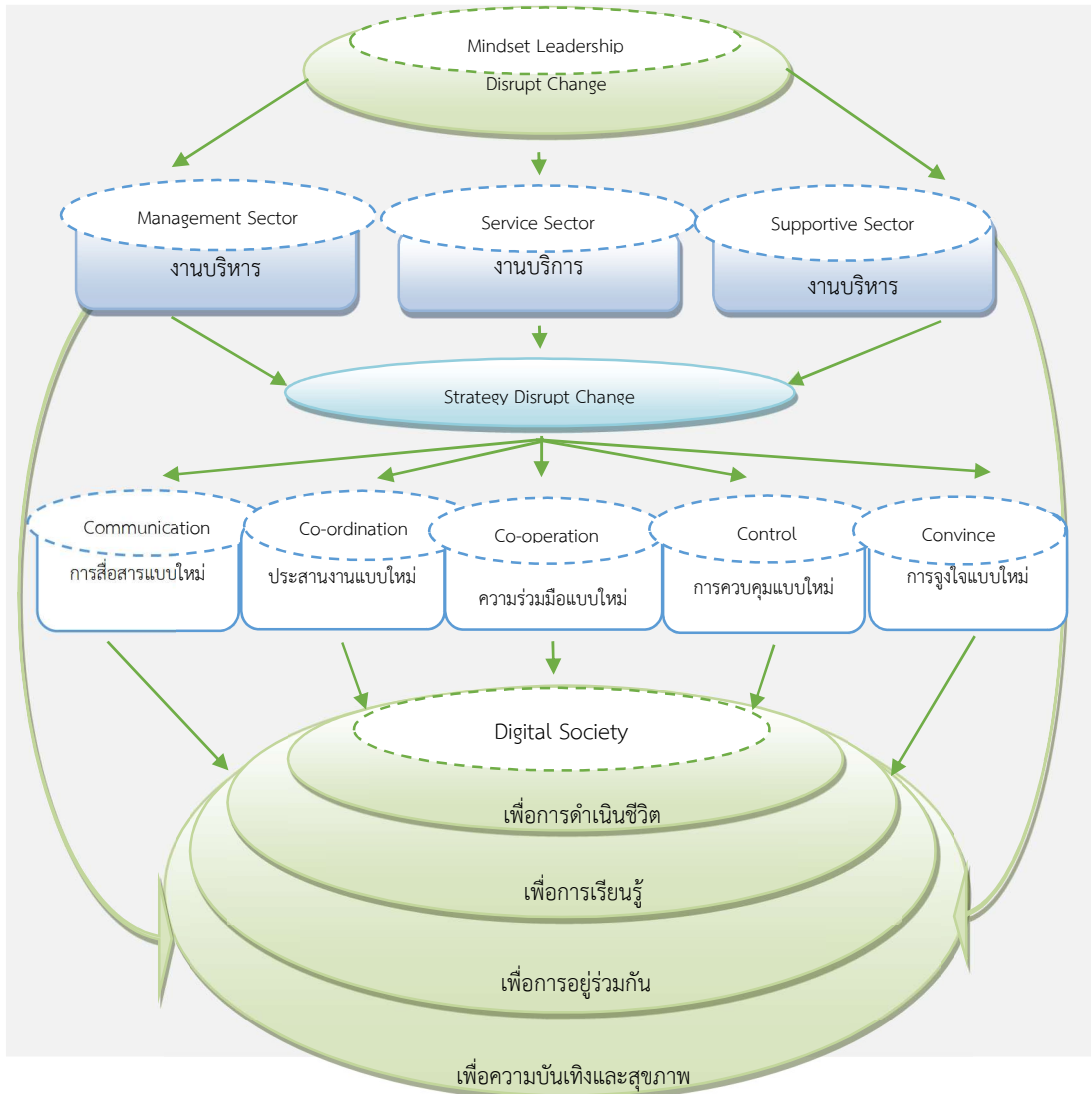 Mindset Leadership
Disrupt Change
Management Sector
งานบริหาร
Service Sector
งานบริการ
Supportive Sector
งานบริหาร
Strategy Disrupt Change
Communication
การสื่อสารแบบใหม่
Co-ordination
ประสานงานแบบใหม่
Co-operation
ความร่วมมือแบบใหม่
Control
การควบคุมแบบใหม่
Convince
การจูงใจแบบใหม่
Digital Society
เพื่อการดำเนินชีวิต
เพื่อการเรียนรู้
เพื่อการอยู่ร่วมกัน
เพื่อความบันเทิงและสุขภาพ